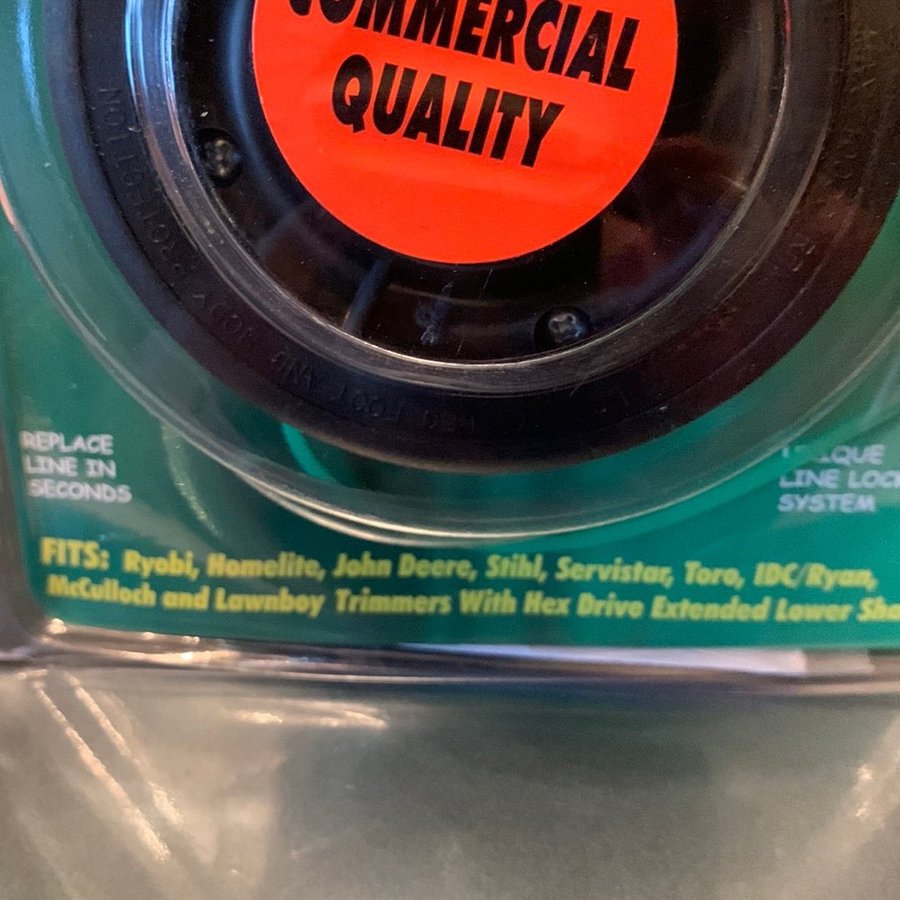 COMMERCIAL
QUALITY
REPLACE
LINE IN
SECONDS
LINE LOCK
SYSTEM
FITS: Ryobi, Homelite, John Deere, Stihl, Servistar, Toro, IDC/Ryan,
McCulloch and Lawnboy Trimmers With Hex Drive Extended Lower Sha